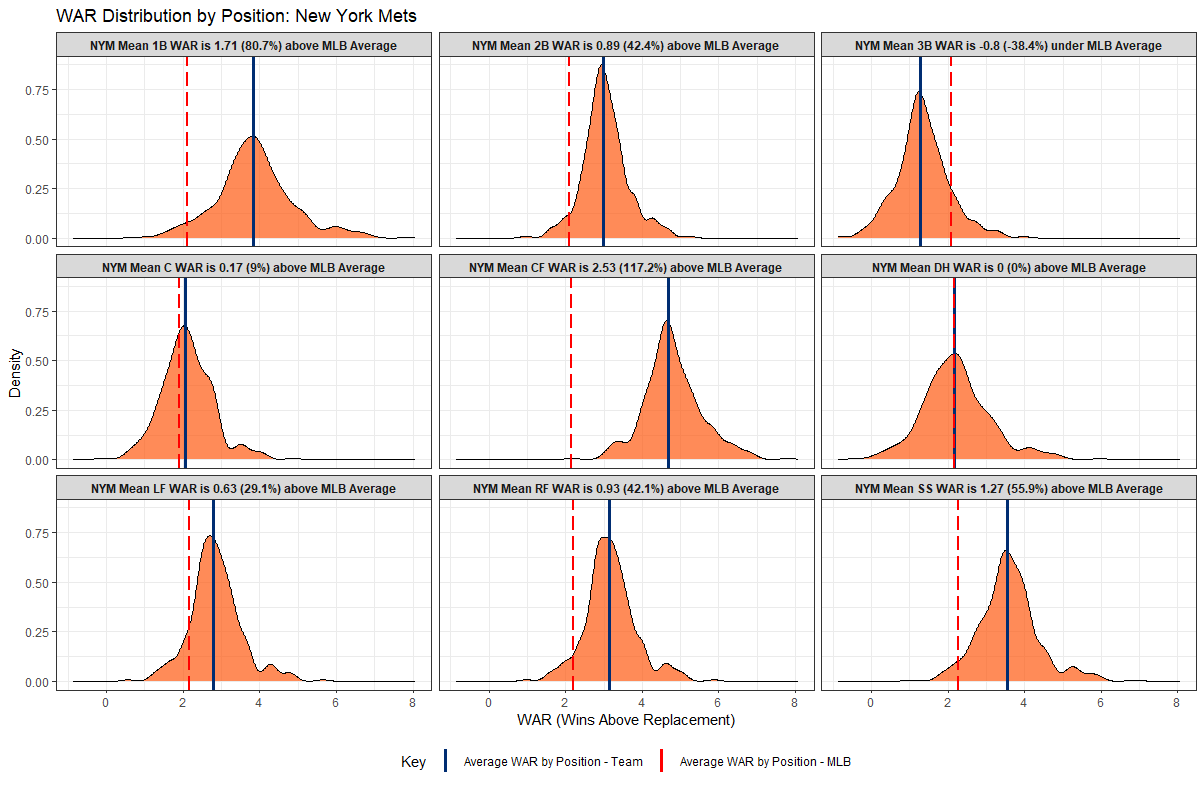 WAR Distribution by Position: New York Mets
NYM Mean 1B WAR is 1.71 (80.7%) above MLB Average
NYM Mean 2B WAR is 0.89 (42.4%) above MLB Average
NYM Mean 3B WAR is -0.8 (-38.4%) under MLB Average
0.75
0.50
0.25
0.00
NYM Mean C WAR is 0.17 (9%) above MLB Average
NYM Mean CF WAR is 2.53 (117.2%) above MLB Average
NYM Mean DH WAR is 0 (0%) above MLB Average
Density
0.75
0.50
0.25
0.00
NYM Mean LF WAR is 0.63 (29.1%) above MLB Average
NYM Mean RF WAR is 0.93 (42.1%) above MLB Average
NYM Mean SS WAR is 1.27 (55.9%) above MLB Average
0.75
0.50
0.25
0.00
0 2 4 6 8
0 2 4 6 8
0 2 4 6 8
WAR (Wins Above Replacement)
Key
Average WAR by Position - Team
Average WAR by Position - MLB